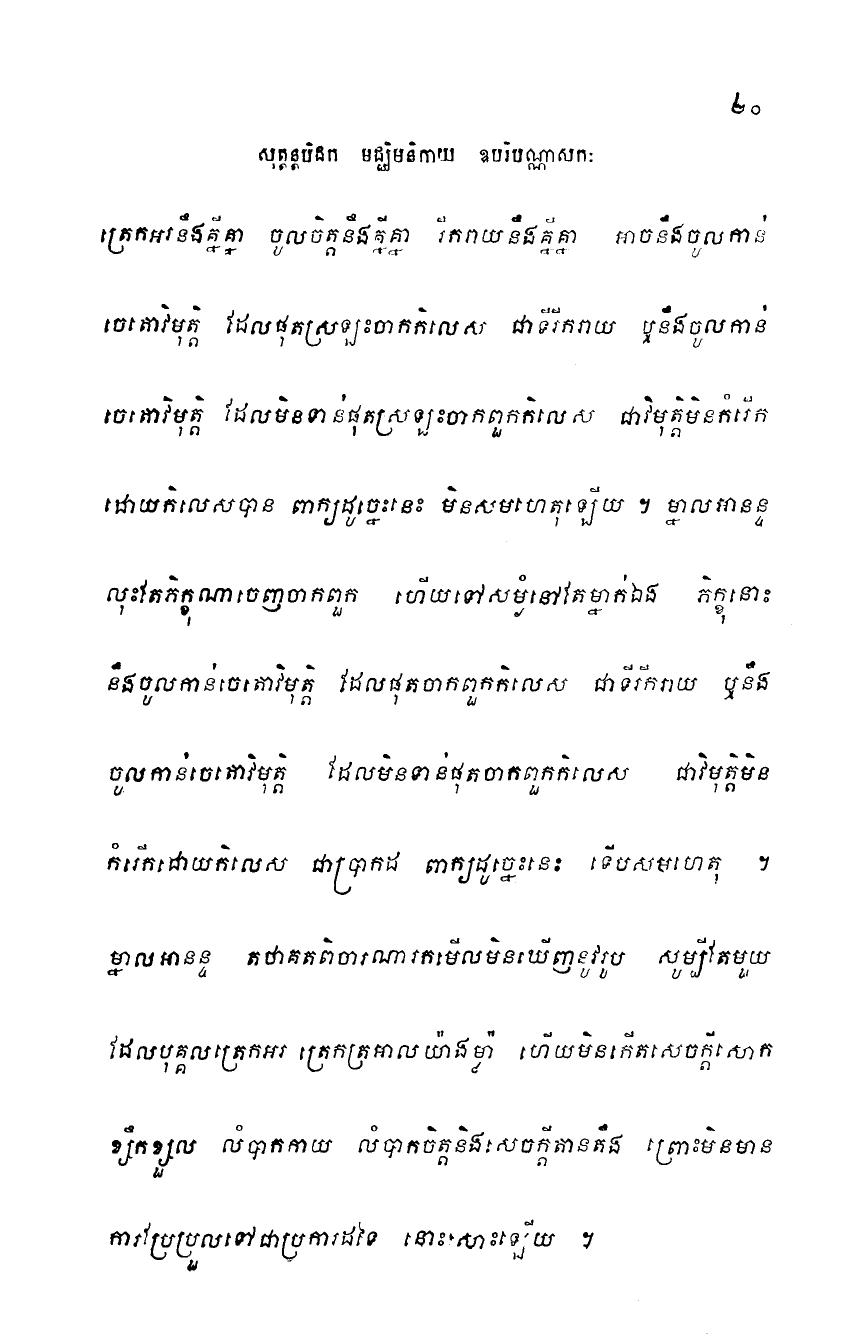 ៤០
សុត្តន្តបិដក មជ្ឈិមនិកាយ ឧបរិបណ្ណាសកៈ
ត្រេកអរនឹងគ្នីគ្នា ចូលចិត្តនឹងគ្នីគ្នា រីករាយនឹងគ្នីគ្នា អាចនឹងចូលកាន់
ចេតោវិមុត្តិ ដែលផុតស្រឡះចាកកិលេស ជាទីរីករាយ ឬនឹងចូលកាន់
ចេតោវិមុត្តិ ដែលមិនទាន់ផុតស្រឡះចាកពួកកិលេស ជាវិមុត្តិមិនកំរើក
ដោយកិលេសបាន ពាក្យដូច្នេះនេះ មិនសមហេតុឡើយ ។ ម្នាលអានន្ទ
លុះតែភិក្ខុណាចេញចាកពួក ហើយទៅសម្ងំនៅតែម្នាក់ឯង ភិក្ខុនោះ
នឹងចូលកាន់ចេតោវិមុត្តិ ដែលផុតចាកពួកកិលេស ជាទីរីករាយ ឬនឹង
ចូលកាន់ចេតោវិមុត្តិ ដែលមិនទាន់ផុតចាកពួកកិលេស ជាវិមុត្តិមិន
កំរើកដោយកិលេស ជាប្រាកដ ពាក្យដូច្នេះនេះ ទើបសមហេតុ ។
ម្នាលអានន្ទ តថាគតពិចារណារកមើលមិនឃើញនូវរូប សូម្បីតែមួយ
ដែលបុគ្គលត្រេកអរ ត្រេកត្រអាលយ៉ាងម្ង៉ា ហើយមិនកើតសេចក្តីសោក
ខ្សឹកខ្សួល លំបាកកាយ លំបាកចិត្តនិងសេចក្តីតានតឹង ព្រោះមិនមាន
ការប្រែប្រួលទៅជាប្រការដទៃ នោះសោះឡើយ ។